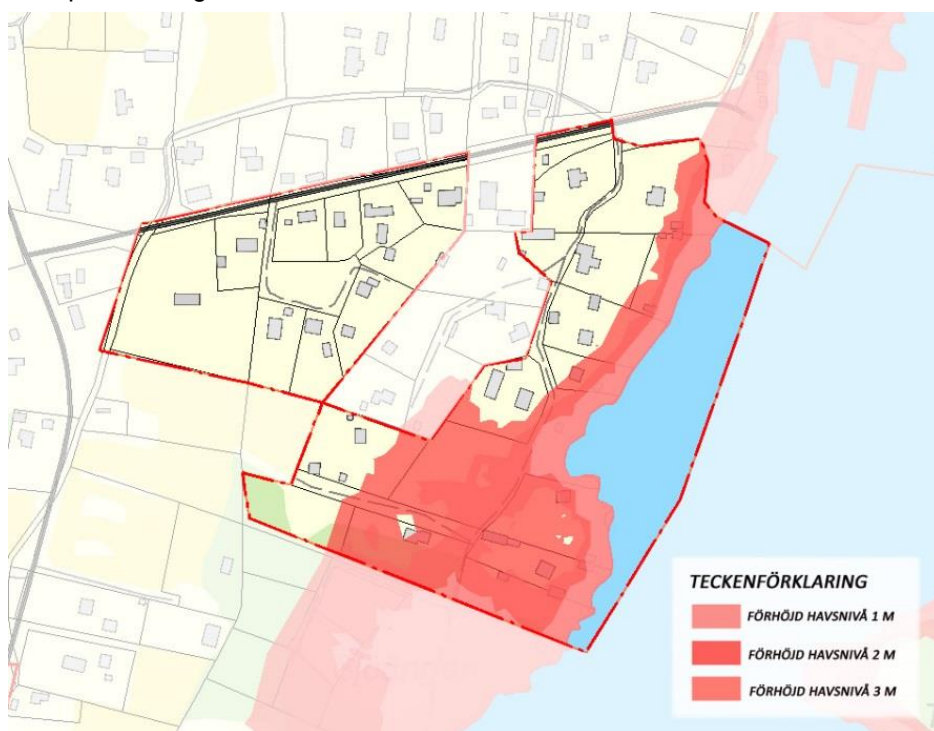 TECKENFÖRKLARING
FÖRHÖJD HAVSNIVÅ 1 M
FÖRHÖJD HAVSNIVÅ 2 M
FÖRHÖJD HAVSNIVÅ 3 M